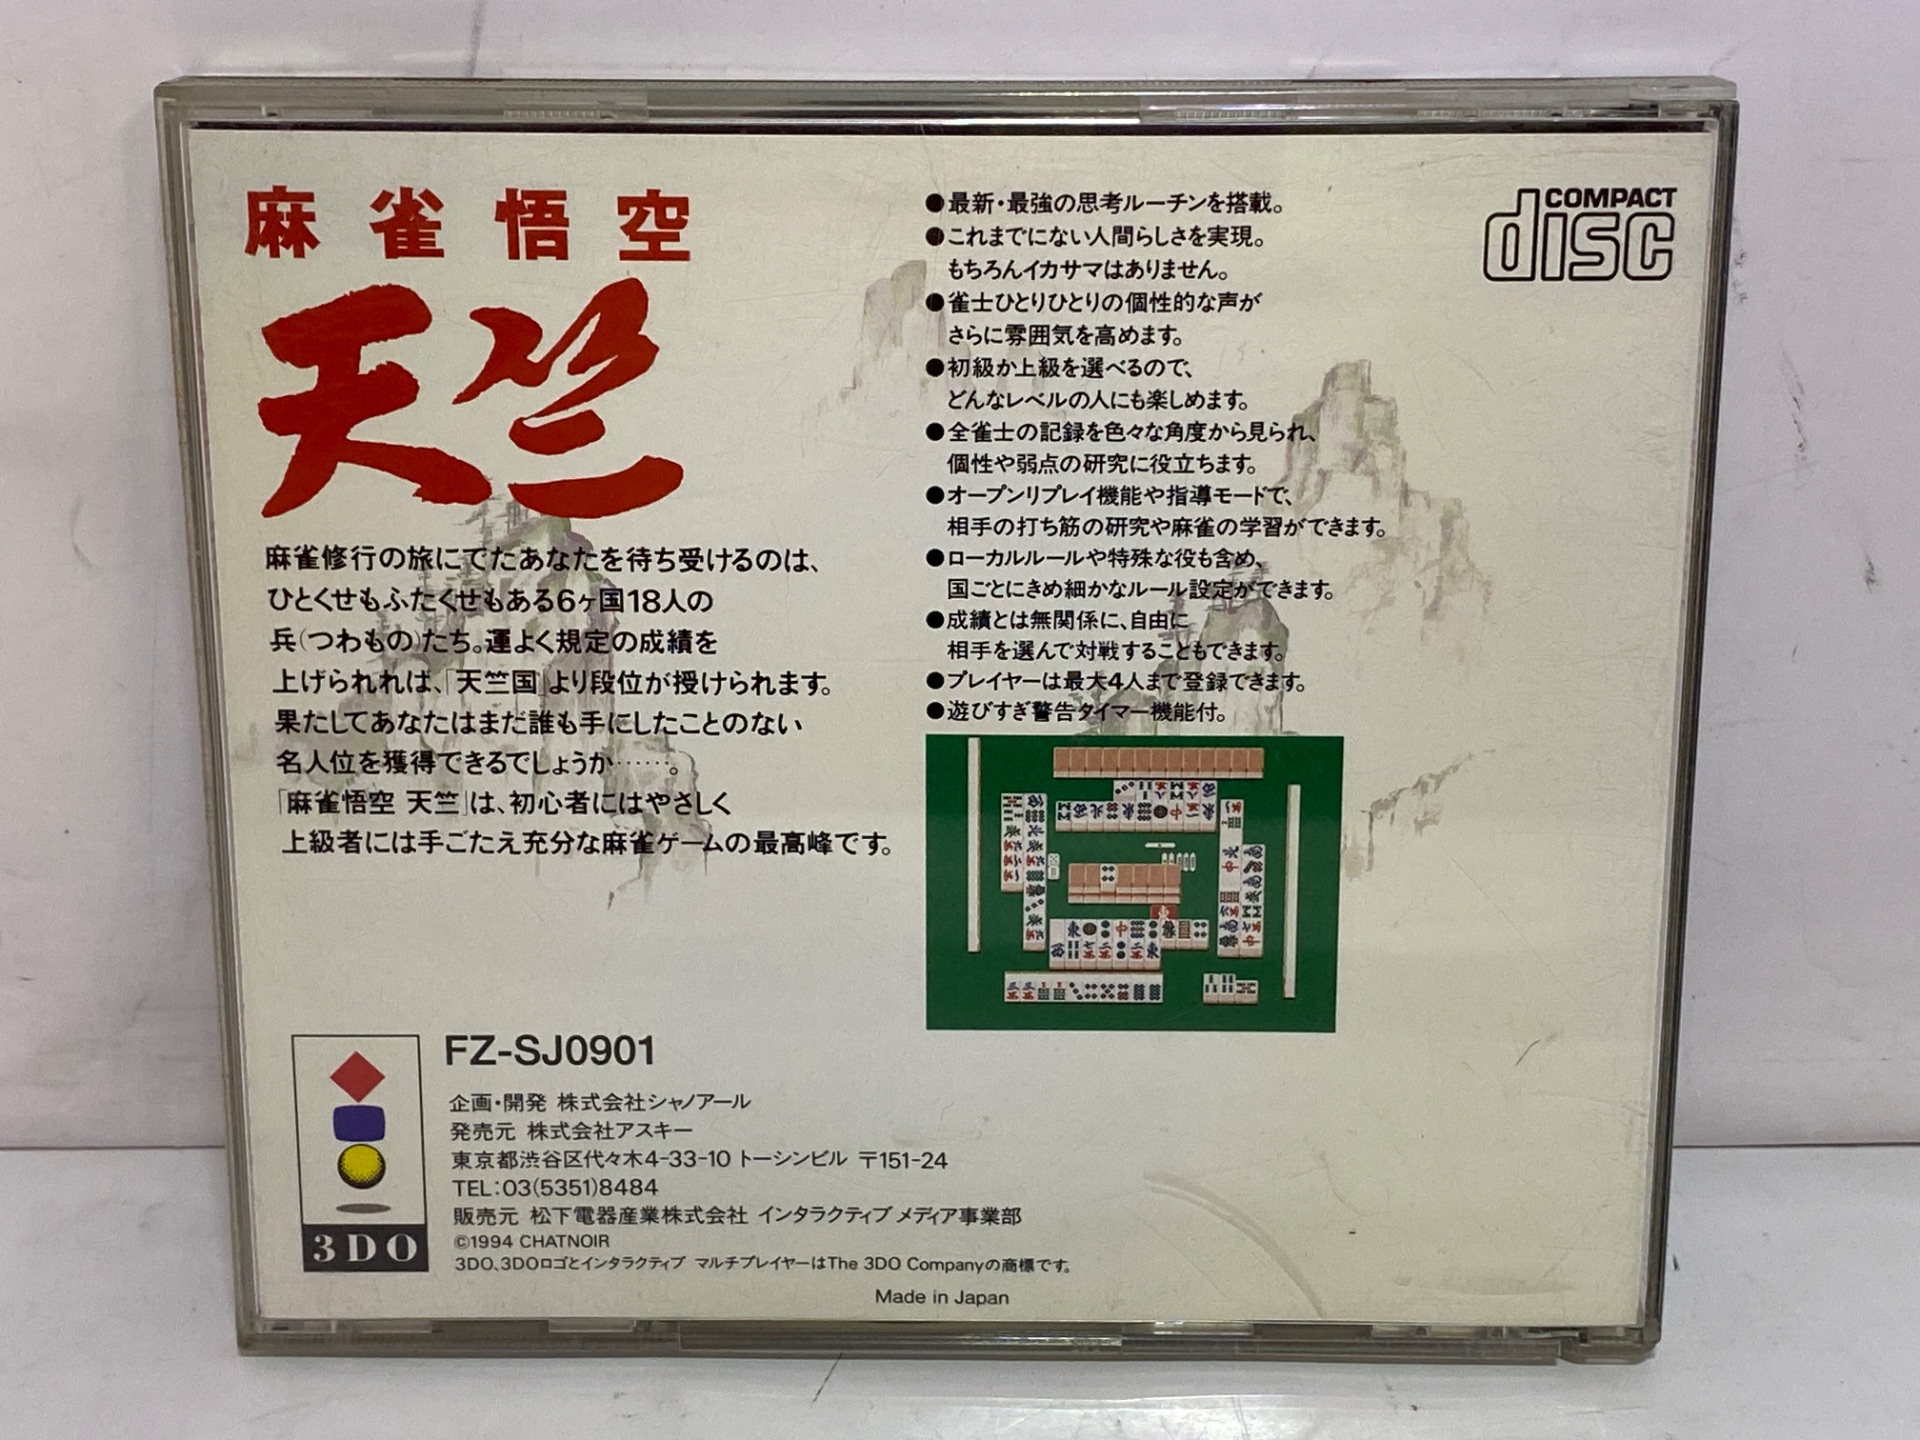 麻雀悟空
天竺
麻雀修行の旅にでたあなたを待ち受けるのは、
ひとくせもふたくせもある6ヶ国18人の
兵(つわもの)たち。運よく規定の成績を
上げられれば、「天竺国」より段位が授けられます。
果たしてあなたはまだ誰も手にしたことのない
名人位を獲得できるでしょうか……。
「麻雀悟空 天竺」は、初心者にはやさしく
上級者には手ごたえ充分な麻雀ゲームの最高峰です。
●最新・最強の思考ルーチンを搭載。
●これまでにない人間らしさを実現。
もちろんイカサマはありません。
●雀士ひとりひとりの個性的な声が
さらに雰囲気を高めます。
●初級か上級を選べるので、
どんなレベルの人にも楽しめます。
●全雀士の記録を色々な角度から見られ、
個性や弱点の研究に役立ちます。
●オープンリプレイ機能や指導モードで、
相手の打ち筋の研究や麻雀の学習ができます。
●ローカルルールや特殊な役も含め、
国ごとにきめ細かなルール設定ができます。
●成績とは無関係に、自由に
相手を選んで対戦することもできます。
●プレイヤーは最大4人まで登録できます。
●遊びすぎ警告タイマー機能付。
COMPACT
disc
3DO
FZ-SJ0901
企画・開発 株式会社シャノアール
発売元 株式会社アスキー
東京都渋谷区代々木4-33-10 トーシンビル 〒151-24
TEL:03(5351)8484
販売元 松下電器産業株式会社 インタラクティブ メディア事業部
©1994 CHATNOIR
3DO、3DOロゴとインタラクティブ マルチプレイヤーはThe 3DO Companyの商標です。
Made in Japan